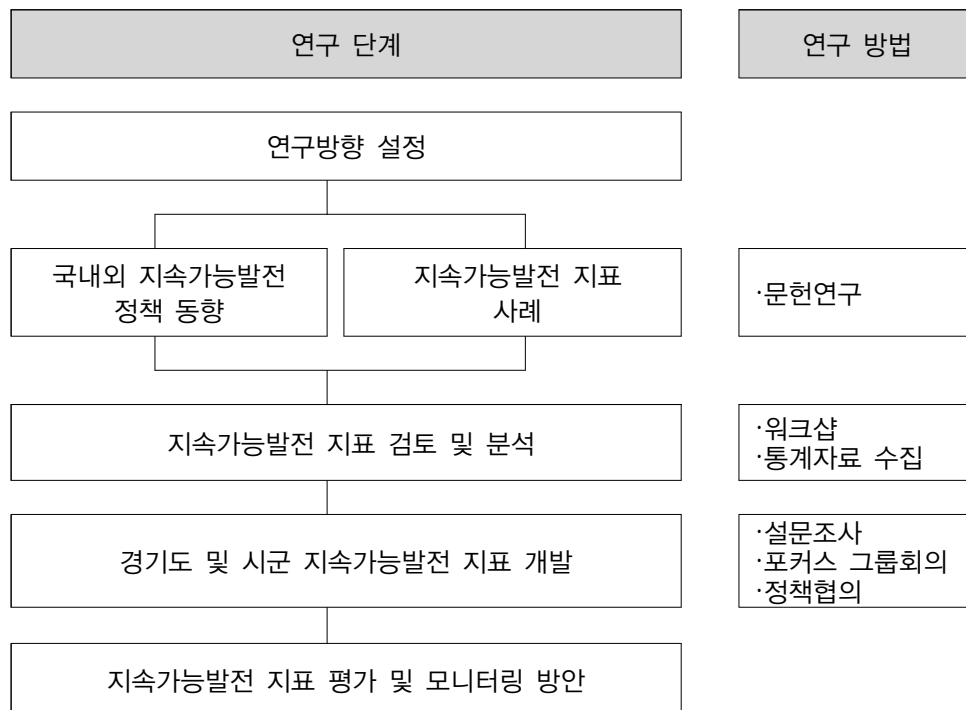 연구 단계
연구 방법
연구방향 설정
국내외 지속가능발전
정책 동향
지속가능발전 지표
사례
·문헌연구
지속가능발전 지표 검토 및 분석
·워크샵
·통계자료 수집
경기도 및 시군 지속가능발전 지표 개발
·설문조사
·포커스 그룹회의
·정책협의
지속가능발전 지표 평가 및 모니터링 방안